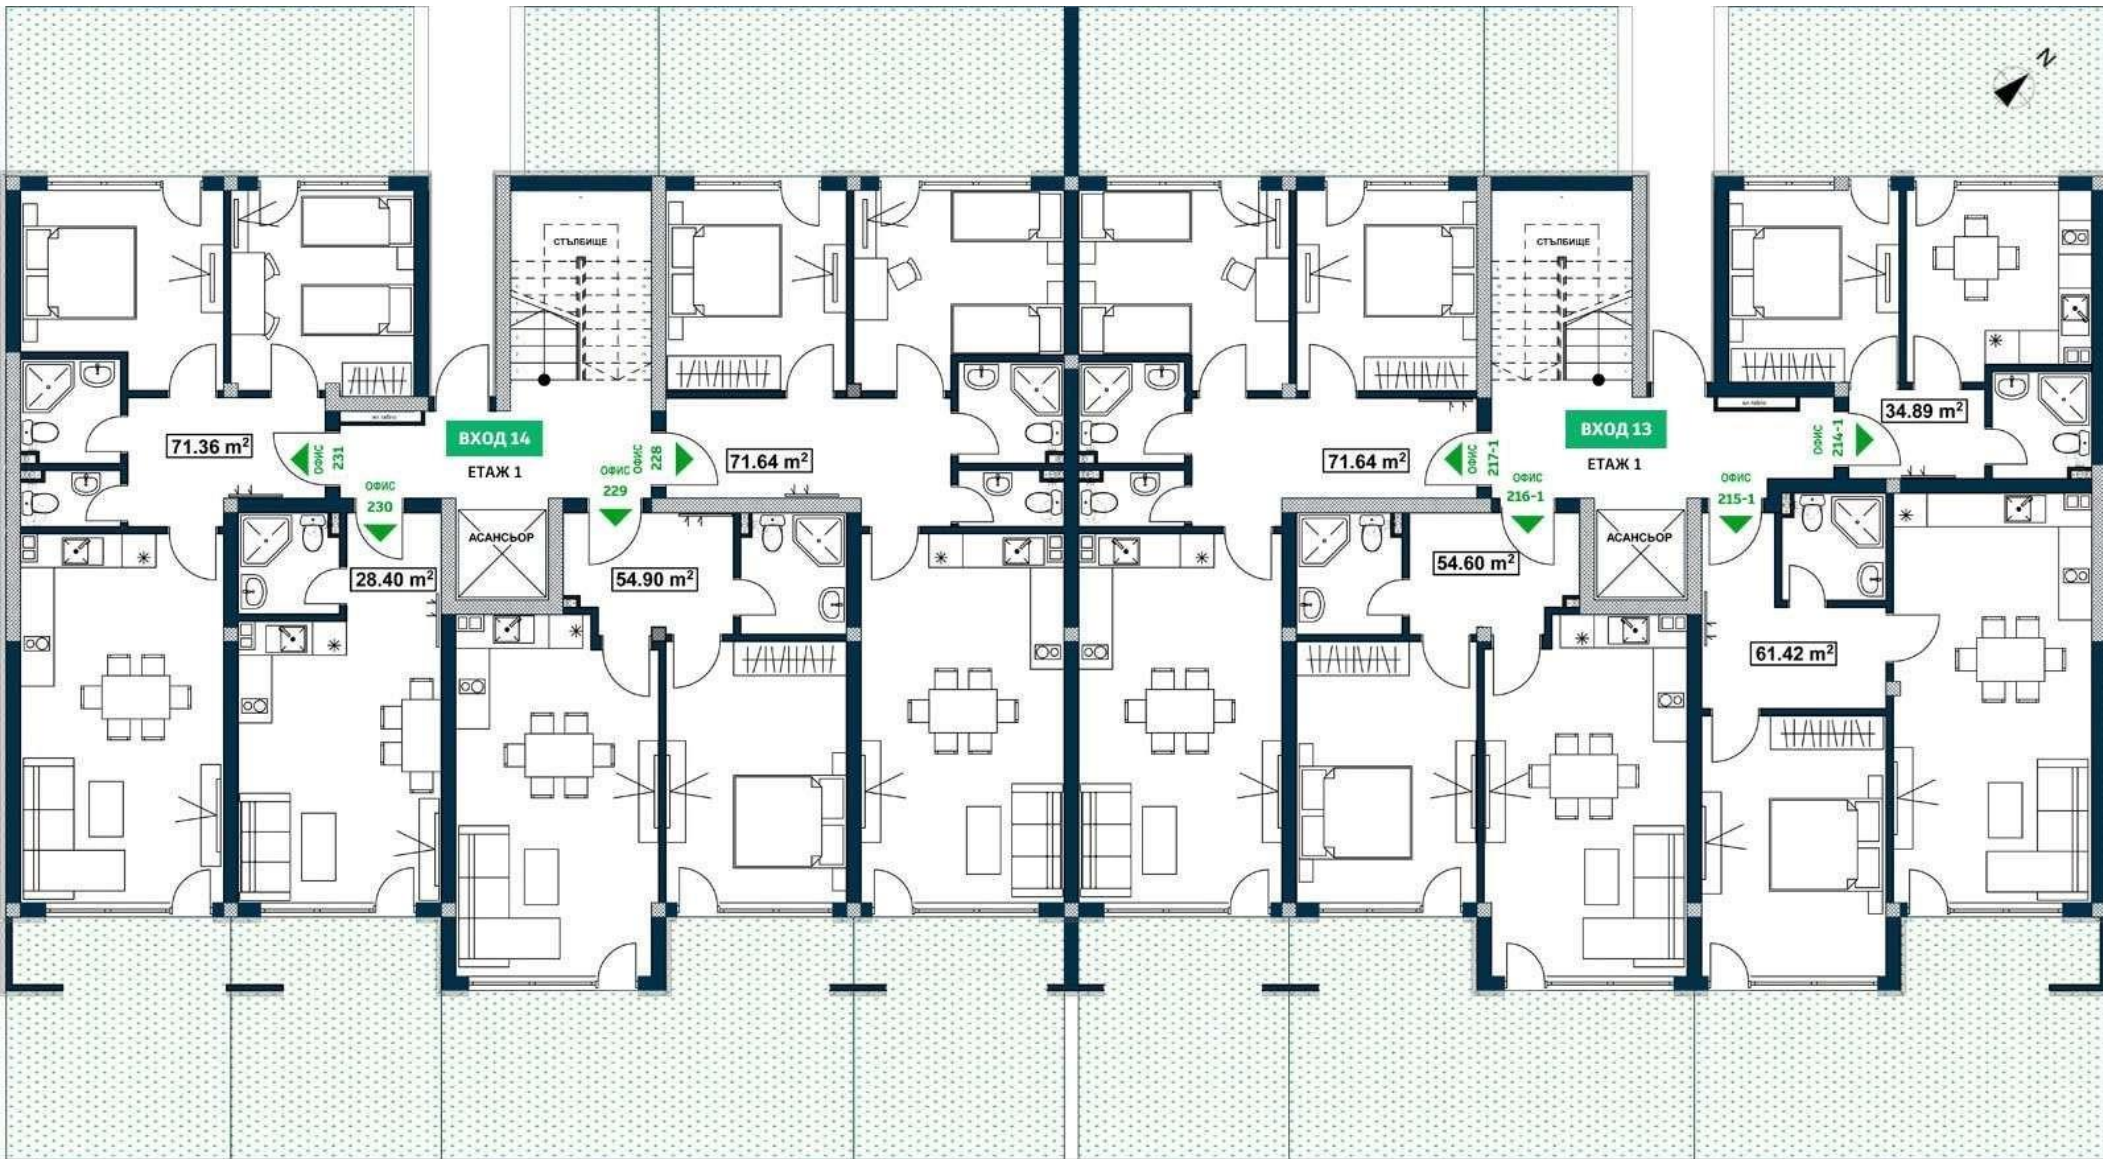 N
СТЪЛБИЩЕ
СТЪЛБИЩЕ
ВХОД 14
ЕТАЖ 1
71.36 m²
ОФИС
231
ОФИС
230
ОФИС
228
ОФИС
229
71.64 m²
АСАНСЬОР
28.40 m²
54.90 m²
ВХОД 13
ЕТАЖ 1
71.64 m²
ОФИС
217-1
ОФИС
216-1
ОФИС
215-1
ОФИС
214-1
34.89 m²
54.60 m²
АСАНСЬОР
61.42 m²